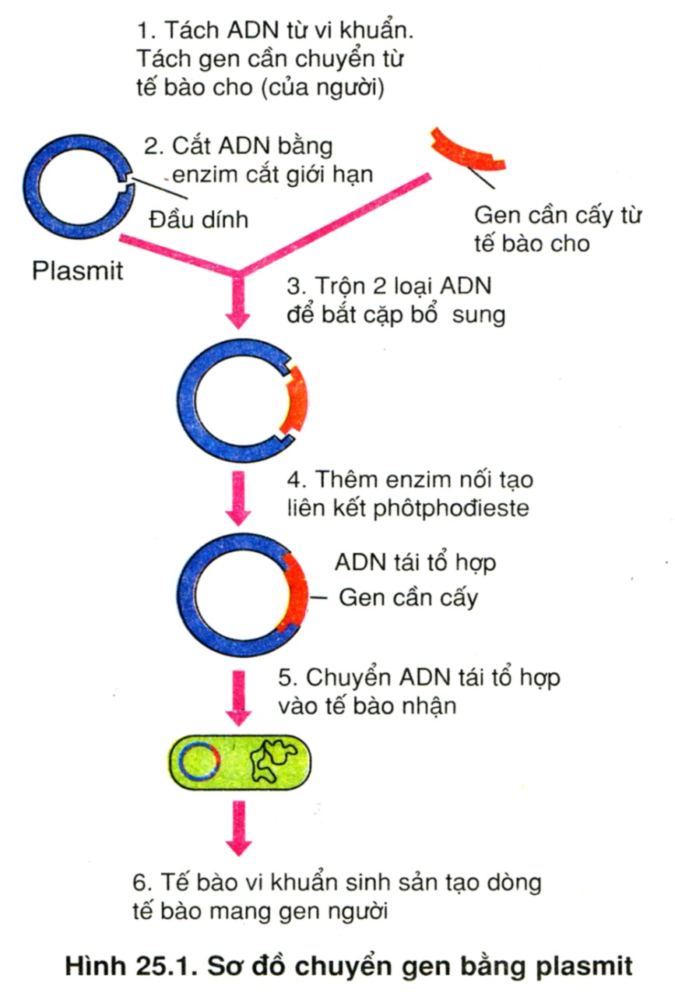 1. Tách ADN từ vi khuẩn.
Tách gen cần chuyển từ
tế bào cho (của người)
2. Cắt ADN bằng
enzim cắt giới hạn
Đầu dính
Plasmit
Gen cần cấy từ
tế bào cho
3. Trộn 2 loại ADN
để bắt cặp bổ sung
4. Thêm enzim nối tạo
liên kết phôtphođieste
ADN tái tổ hợp
Gen cần cấy
5. Chuyển ADN tái tổ hợp
vào tế bào nhận
6. Tế bào vi khuẩn sinh sản tạo dòng
tế bào mang gen người
Hình 25.1. Sơ đồ chuyển gen bằng plasmit